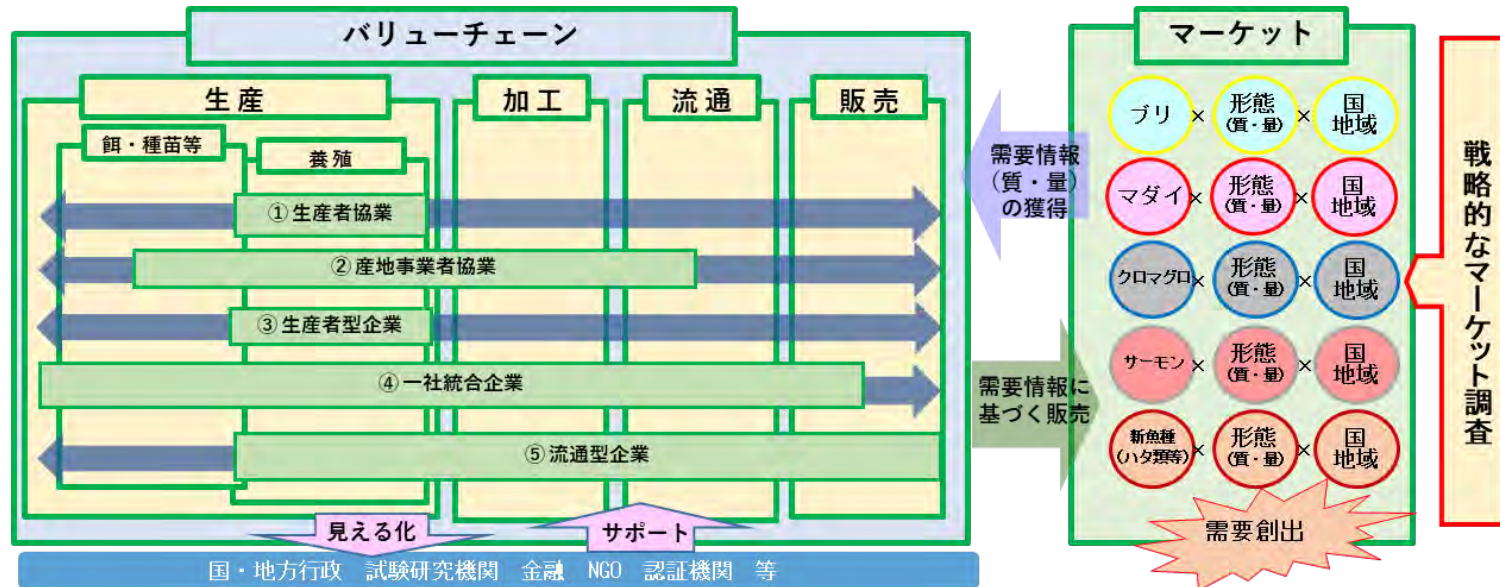 バリューチェーン
生産
加工
流通
販売
餌・種苗等
養殖
①生産者協業
②産地事業者協業
③生産者型企業
④一社統合企業
⑤流通型企業
見える化
サポート
国・地方行政 試験研究機関 金融 NGO 認証機関 等
需要情報
(質・量)
の獲得
需要情報に
基づく販売
マーケット
ブリ × 形態 (質・量) × 国 地域
マダイ × 形態 (質・量) × 国 地域
クロマグロ × 形態 (質・量) × 国 地域
サーモン × 形態 (質・量) × 国 地域
新魚種 (ハタ類等) × 形態 (質・量) × 国 地域
需要創出
戦略的なマーケット調査